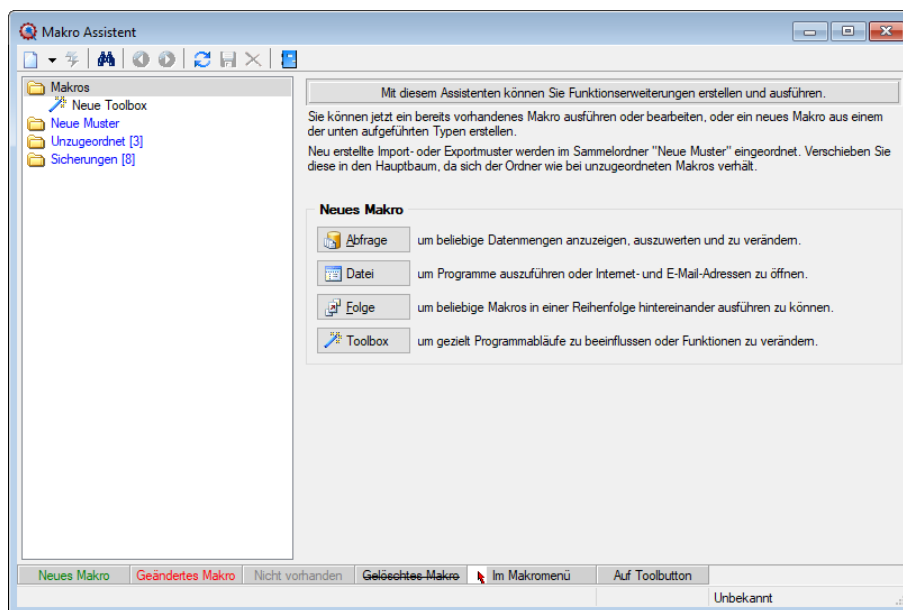 Makro Assistent
Makros
Neue Toolbox
Neue Muster
Unzugeordnet [3]
Sicherungen [8]
Mit diesem Assistenten können Sie Funktionserweiterungen erstellen und ausführen.
Sie können jetzt ein bereits vorhandenes Makro ausführen oder bearbeiten, oder ein neues Makro aus einem
der unten aufgeführten Typen erstellen.
Neu erstellte Import- oder Exportmuster werden im Sammelordner "Neue Muster" eingeordnet. Verschieben Sie
diese in den Hauptbaum, da sich der Ordner wie bei unzugeordneten Makros verhält.
Neues Makro
Abfrage um beliebige Datenmengen anzuzeigen, auszuwerten und zu verändern.
Datei um Programme auszuführen oder Internet- und E-Mail-Adressen zu öffnen.
Folge um beliebige Makros in einer Reihenfolge hintereinander ausführen zu können.
Toolbox um gezielt Programmabläufe zu beeinflussen oder Funktionen zu verändern.
Neues Makro Geändertes Makro Nicht vorhanden Gelöschtes Makro Im Makromenü Auf Toolbutton
Unbekannt